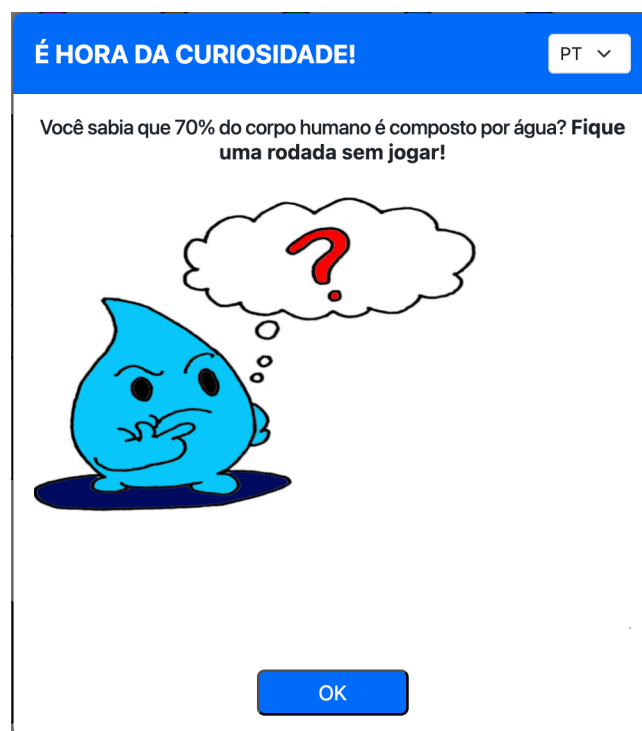 É HORA DA CURIOSIDADE!
PT
Você sabia que 70% do corpo humano é composto por água? Fique
uma rodada sem jogar!
?
OK